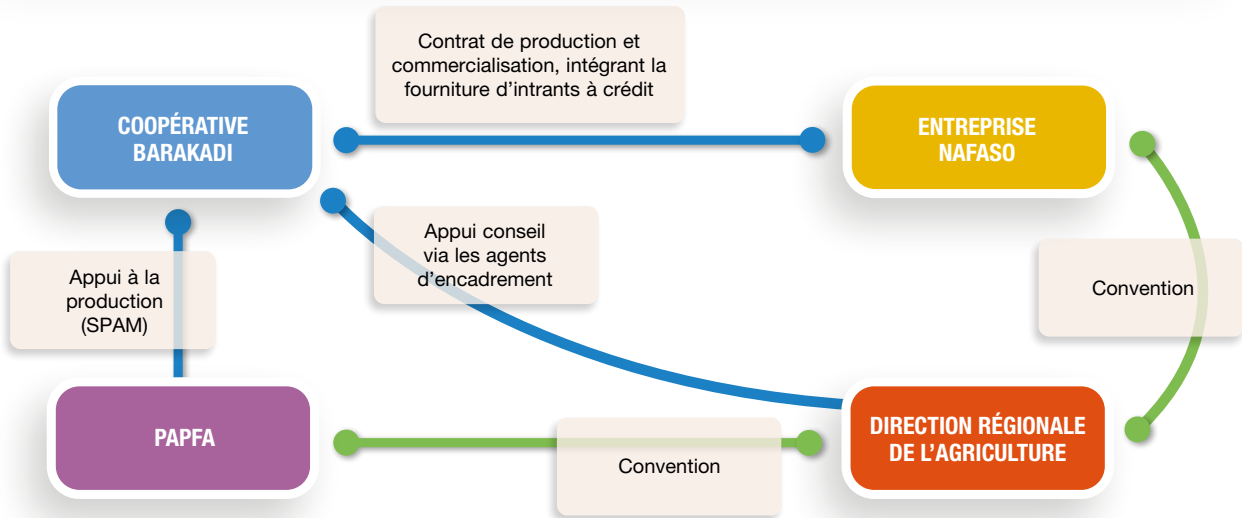 Contrat de production et
commercialisation, intégrant la
fourniture d’intrants à crédit
COOPÉRATIVE
BARAKADI
ENTREPRISE
NAFASO
Appui conseil
via les agents
d’encadrement
Appui à la
production
(SPAM)
Convention
PAPFA
Convention
DIRECTION RÉGIONALE
DE L’AGRICULTURE